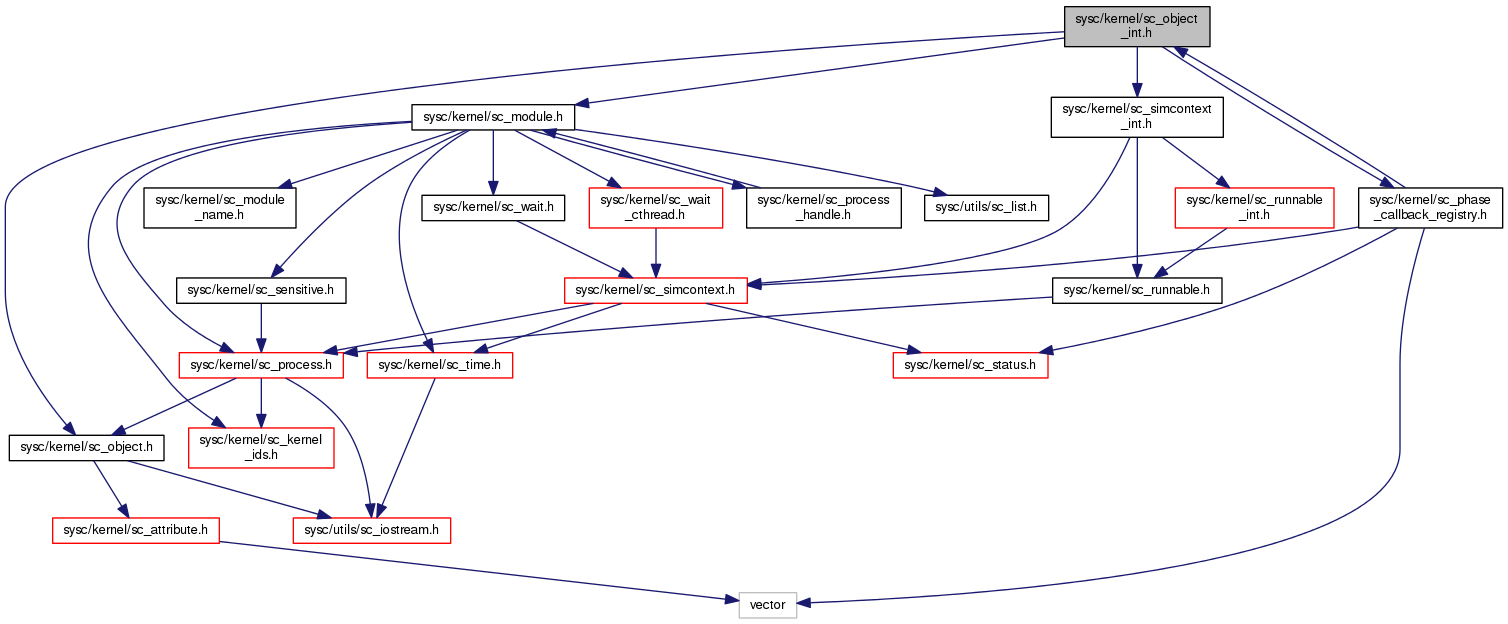 sysc/kernel/sc_object
_int.h
sysc/kernel/sc_module.h
sysc/kernel/sc_simcontext
_int.h
sysc/kernel/sc_module
_name.h
sysc/kernel/sc_wait.h
sysc/kernel/sc_wait
_cthread.h
sysc/kernel/sc_process
_handle.h
sysc/utils/sc_list.h
sysc/kernel/sc_runnable
_int.h
sysc/kernel/sc_phase
_callback_registry.h
sysc/kernel/sc_sensitive.h
sysc/kernel/sc_simcontext.h
sysc/kernel/sc_runnable.h
sysc/kernel/sc_process.h
sysc/kernel/sc_time.h
sysc/kernel/sc_status.h
sysc/kernel/sc_object.h
sysc/kernel/sc_kernel
_ids.h
sysc/kernel/sc_attribute.h
sysc/utils/sc_iostream.h
vector